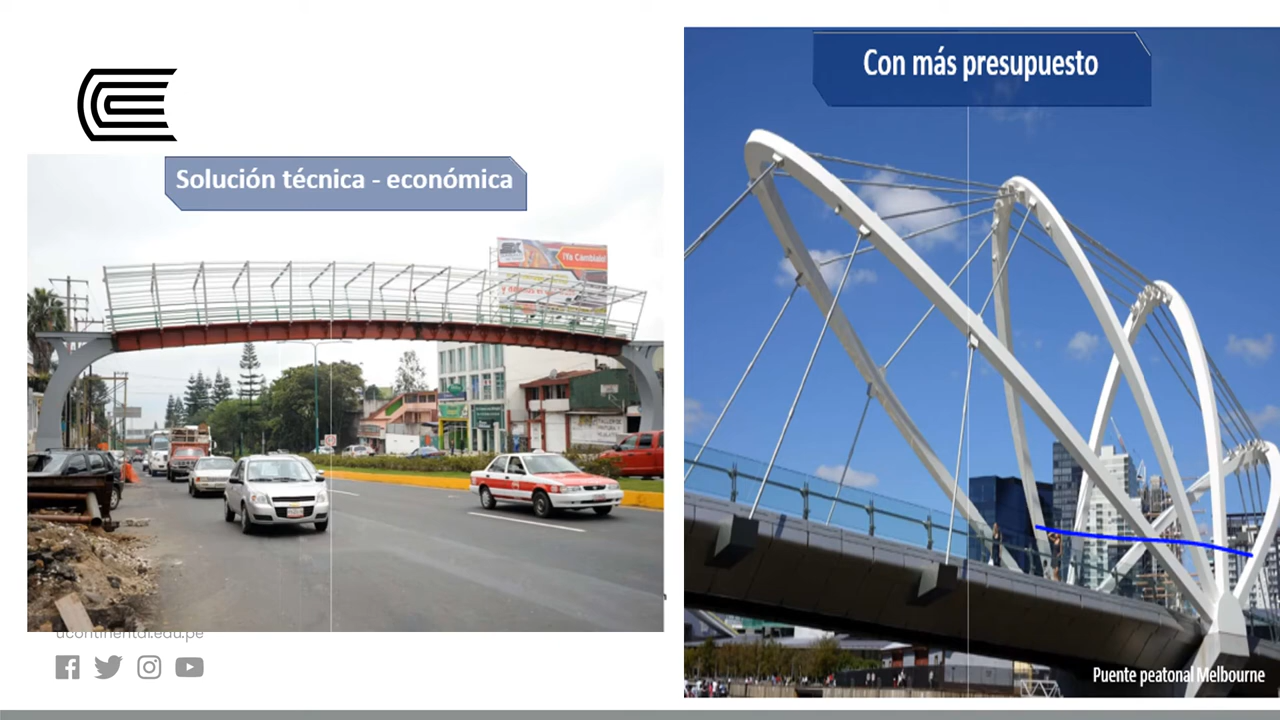 Solución técnica - económica
¡Ya Cámbiale!
ucontinental.edu.pe
Con más presupuesto
Puente peatonal Melbourne